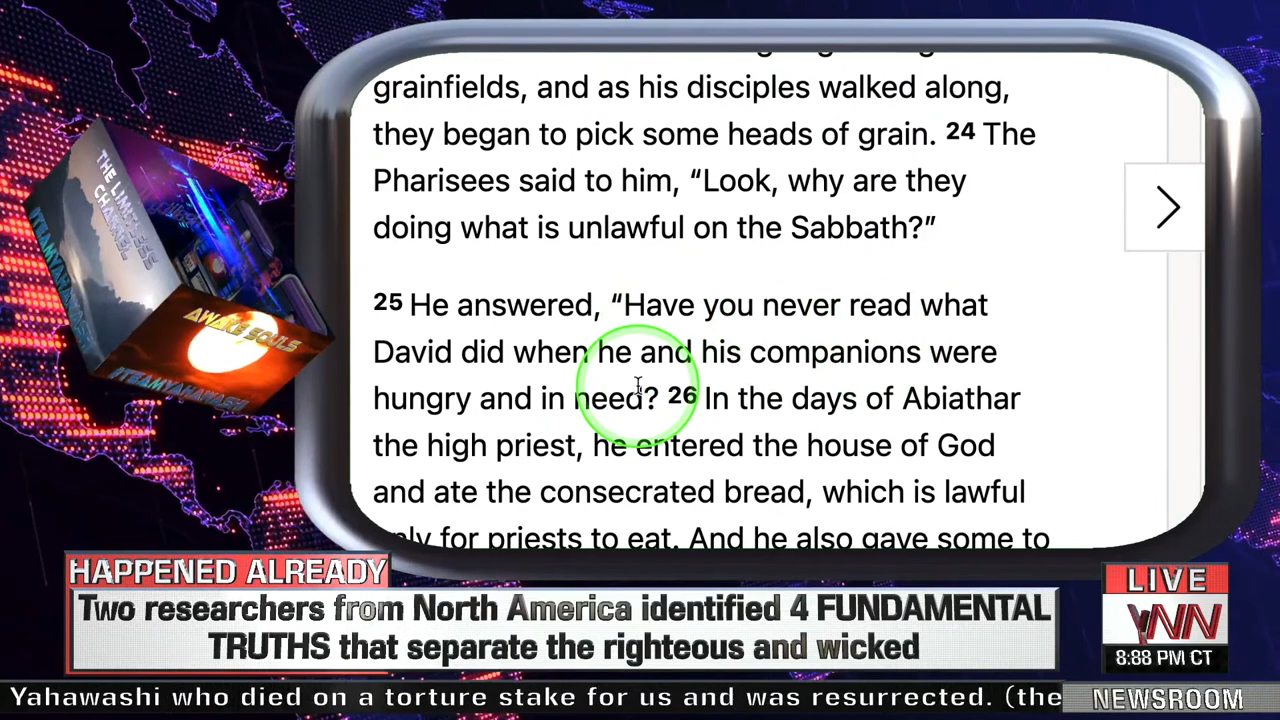 grainfields, and as his disciples walked along,
they began to pick some heads of grain. 24 The
Pharisees said to him, “Look, why are they
doing what is unlawful on the Sabbath?”
25 He answered, “Have you never read what
David did when he and his companions were
hungry and in need? 26 In the days of Abiathar
the high priest, he entered the house of God
and ate the consecrated bread, which is lawful
only for priests to eat. And he also gave some to
THE LIMITLESS
CHANNEL
AWAKE SOULS
HAPPENED ALREADY
Two researchers from North America identified 4 FUNDAMENTAL
TRUTHS that separate the righteous and wicked
LIVE
YNN
8:88 PM CT
Yahawashi who died on a torture stake for us and was resurrected. (the
NEWSROOM